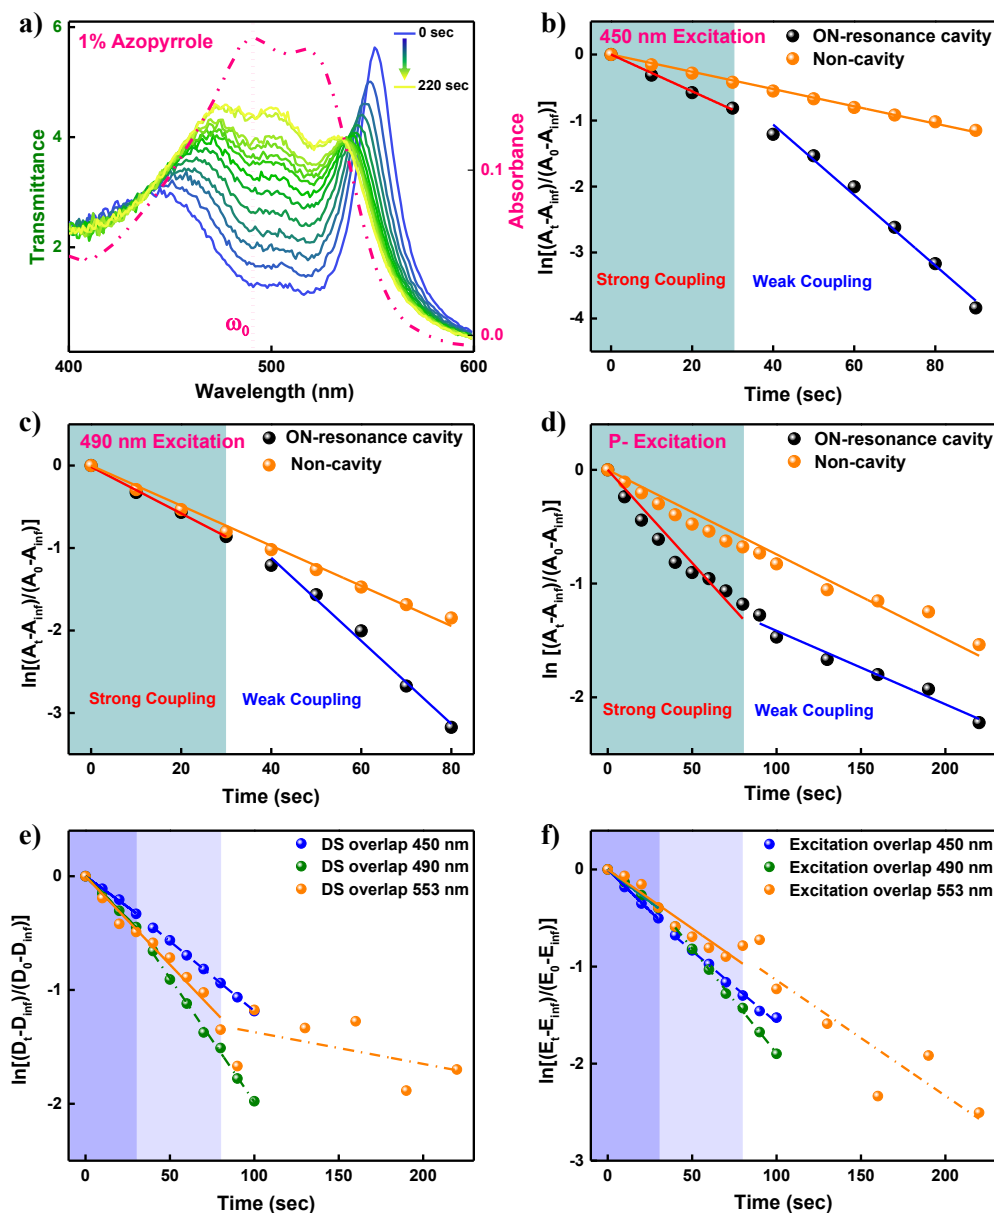 a)
1% Azopyrrole
0 sec
220 sec
6
4
2
Transmittance
0.1
0.0
Absorbance
ω0
400
500
600
Wavelength (nm)
b)
450 nm Excitation
ON-resonance cavity
Non-cavity
0
-1
-2
-3
-4
ln[(At-Ainf)/(A0-Ainf)]
Strong Coupling
Weak Coupling
0
20
40
60
80
Time (sec)
c)
490 nm Excitation
ON-resonance cavity
Non-cavity
0
-1
-2
-3
ln[(At-Ainf)/(A0-Ainf)]
Strong Coupling
Weak Coupling
0
20
40
60
80
Time (sec)
d)
P- Excitation
ON-resonance cavity
Non-cavity
0
-1
-2
ln [(At-Ainf)/(A0-Ainf)]
Strong Coupling
Weak Coupling
0
50
100
150
200
Time (sec)
e)
DS overlap 450 nm
DS overlap 490 nm
DS overlap 553 nm
0
-1
-2
ln[(Dt-Dinf)/(D0-Dinf)]
0
50
100
150
200
Time (sec)
f)
Excitation overlap 450 nm
Excitation overlap 490 nm
Excitation overlap 553 nm
0
-1
-2
-3
ln[(Et-Einf)/(E0-Einf)]
0
50
100
150
200
Time (sec)